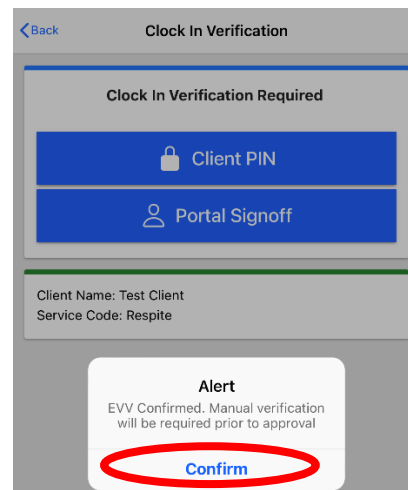 Back Clock In Verification
Clock In Verification Required
Client PIN
Portal Signoff
Client Name: Test Client
Service Code: Respite
Alert
EVV Confirmed. Manual verification
will be required prior to approval
Confirm